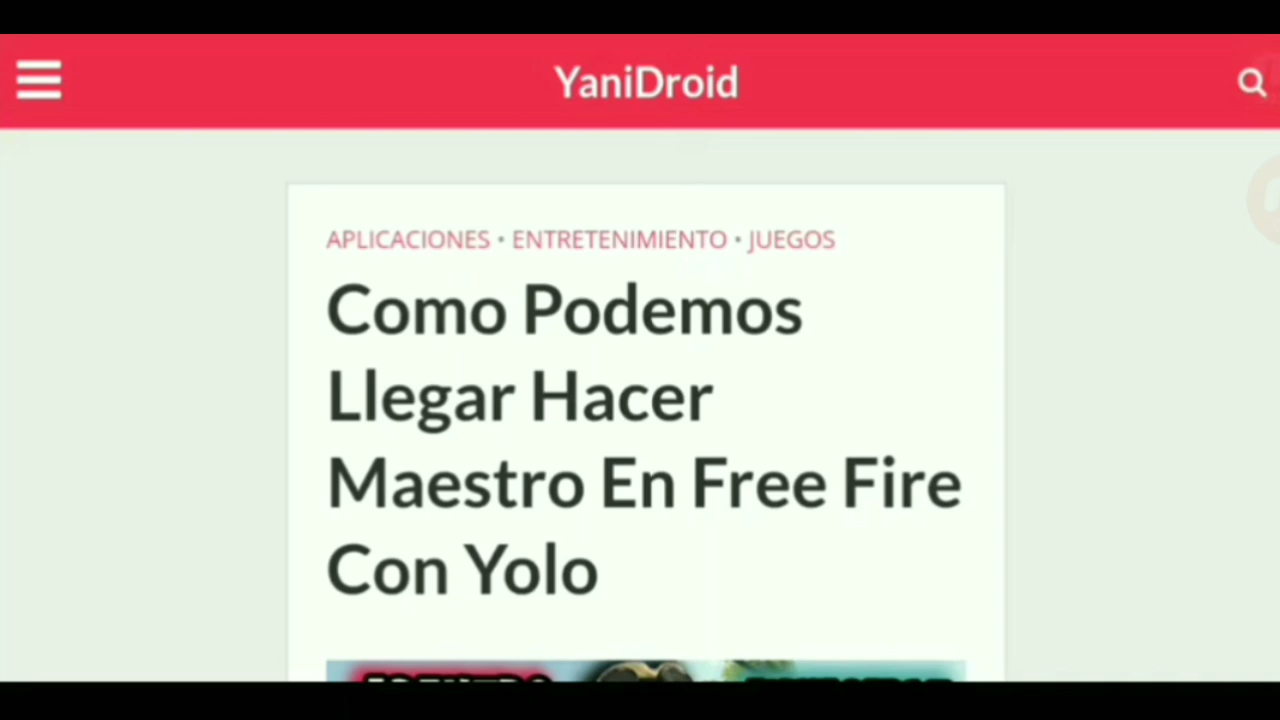 YaniDroid
APLICACIONES • ENTRETENIMIENTO • JUEGOS
Como Podemos
Llegar Hacer
Maestro En Free Fire
Con Yolo